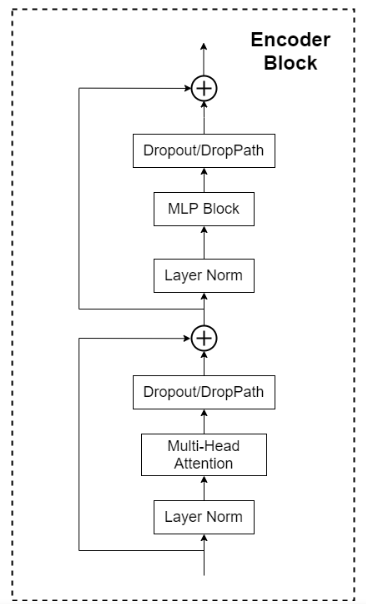 Encoder
Block
Dropout/DropPath
MLP Block
Layer Norm
Dropout/DropPath
Multi-Head
Attention
Layer Norm